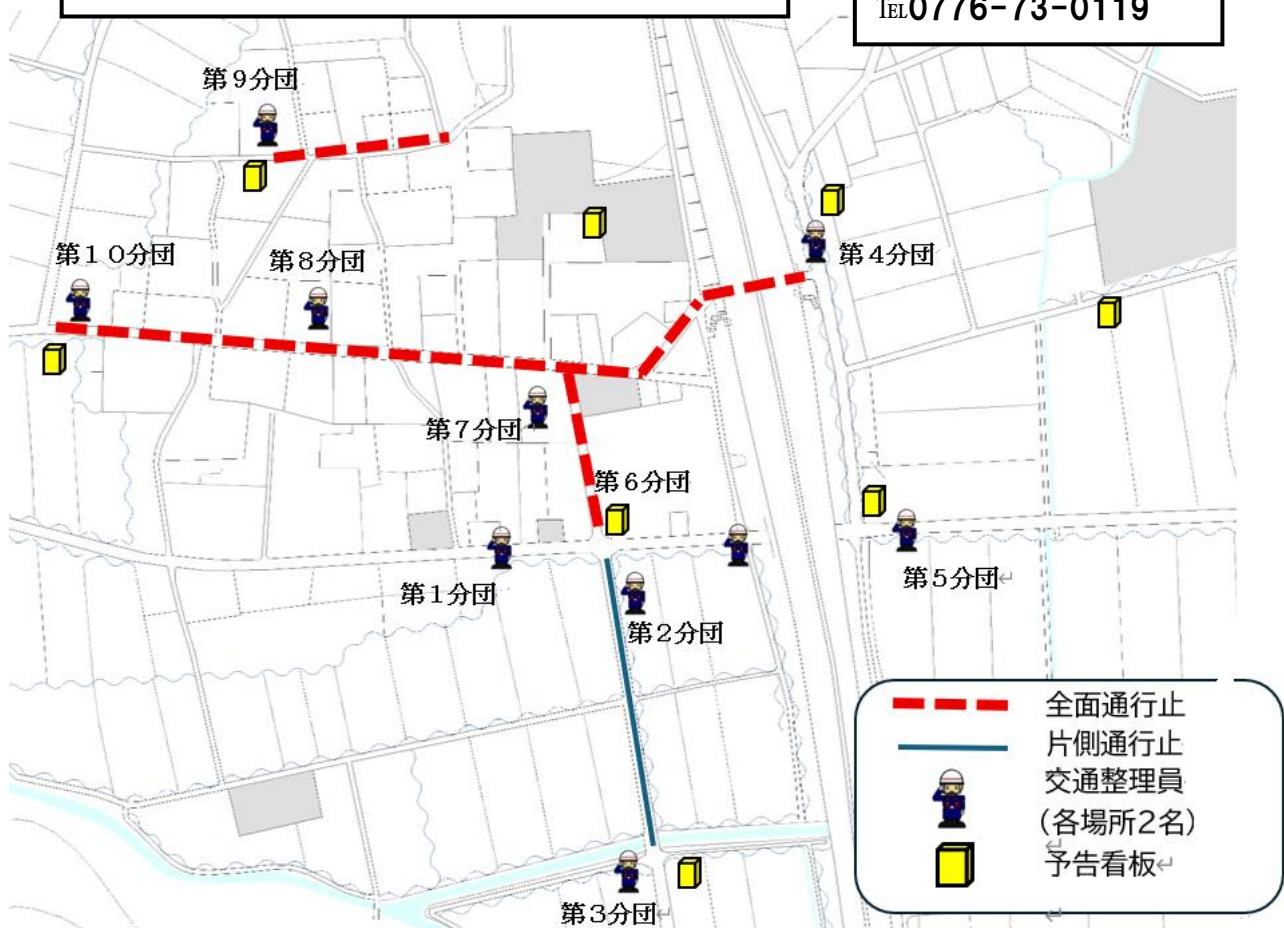 ℡0776-73-0119
第9分団
第4分団
第10分団
第8分団
第7分団
第6分団
第1分団
第5分団↵
第2分団
第3分団↵
全面通行止
片側通行止
交通整理員
(各場所2名)
↵
予告看板↵
↵